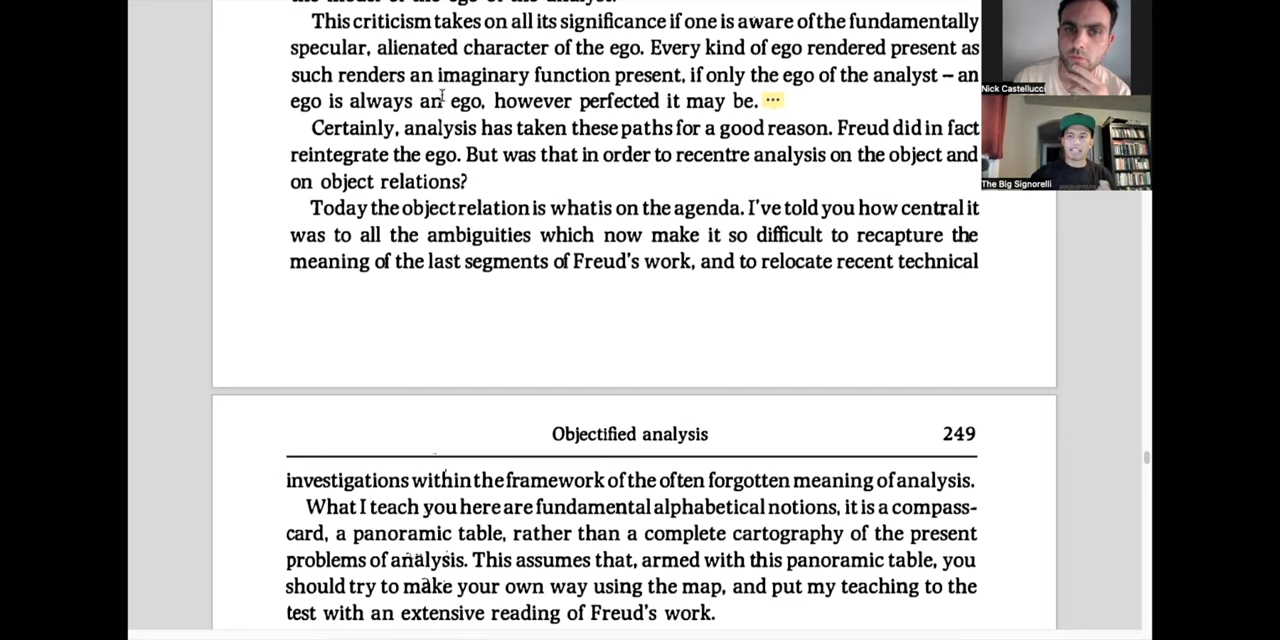 This criticism takes on all its significance if one is aware of the fundamentally
specular, alienated character of the ego. Every kind of ego rendered present as
such renders an imaginary function present, if only the ego of the analyst – an
ego is always an ego, however perfected it may be.
Certainly, analysis has taken these paths for a good reason. Freud did in fact
reintegrate the ego. But was that in order to recentre analysis on the object and
on object relations?
Today the object relation is what is on the agenda. I've told you how central it
was to all the ambiguities which now make it so difficult to recapture the
meaning of the last segments of Freud's work, and to relocate recent technical
Objectified analysis 249
investigations within the framework of the often forgotten meaning of analysis.
What I teach you here are fundamental alphabetical notions, it is a compass-
card, a panoramic table, rather than a complete cartography of the present
problems of analysis. This assumes that, armed with this panoramic table, you
should try to make your own way using the map, and put my teaching to the
test with an extensive reading of Freud's work.
Nick Castellucci
The Big Signorelli